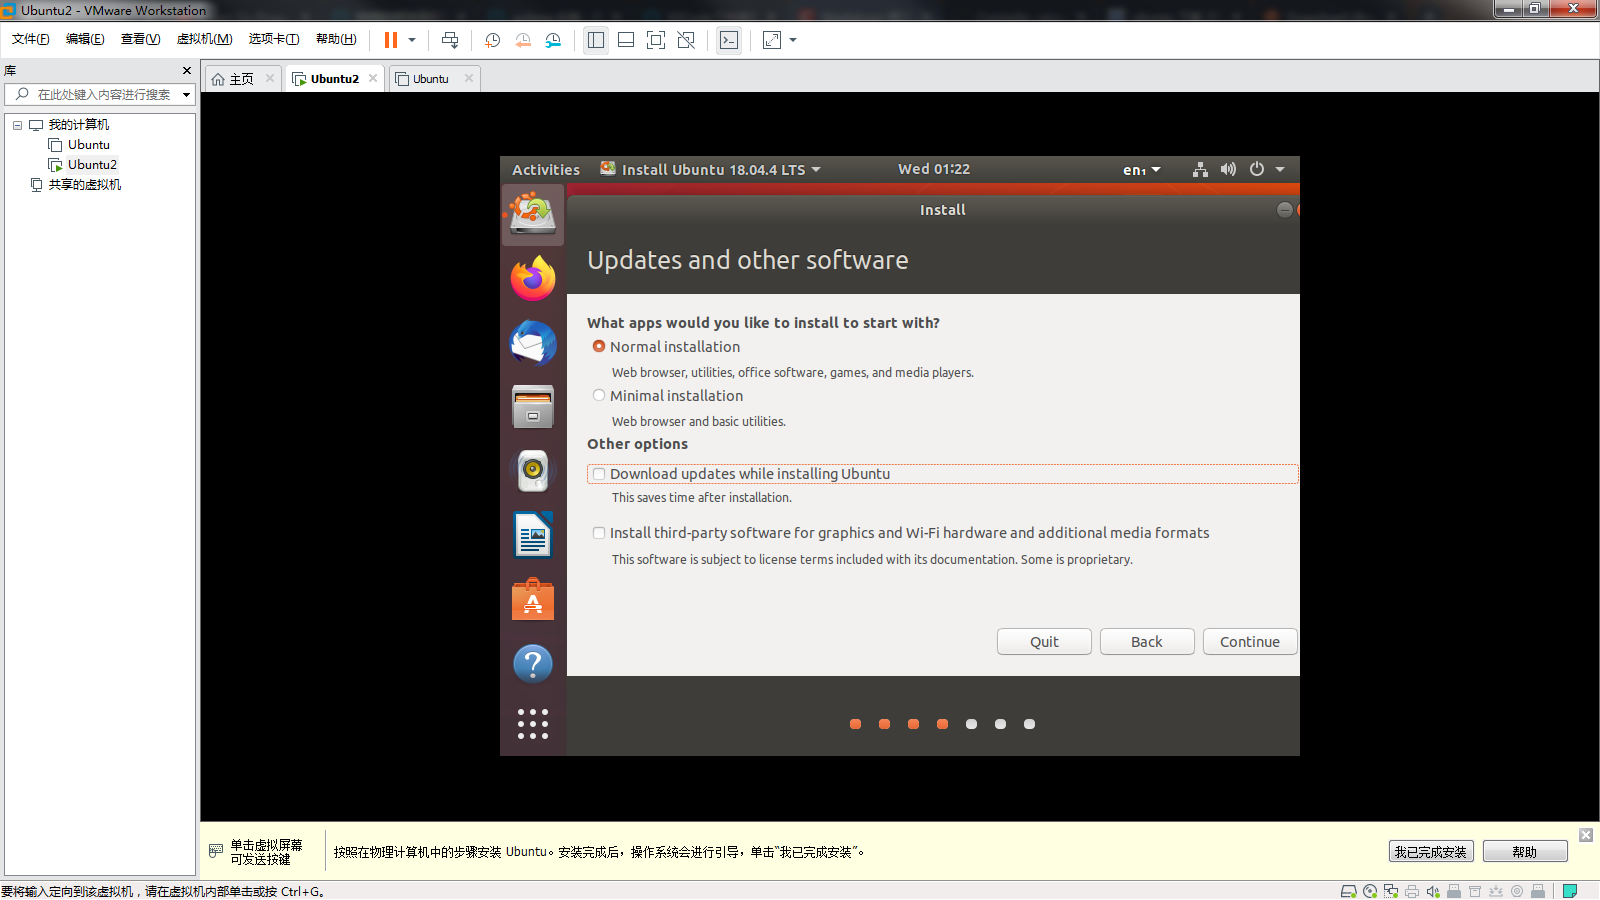 Ubuntu2 - VMware Workstation
文件(F) 编辑(E) 查看(V) 虚拟机(M) 选项卡(T) 帮助(H)
库
在此处键入内容进行搜索
我的计算机
Ubuntu
Ubuntu2
共享的虚拟机
主页
Ubuntu2
Ubuntu
Activities
Install Ubuntu 18.04.4 LTS
Wed 01:22
en₁
Install
Updates and other software
What apps would you like to install to start with?
Normal installation
Web browser, utilities, office software, games, and media players.
Minimal installation
Web browser and basic utilities.
Other options
Download updates while installing Ubuntu
This saves time after installation.
Install third-party software for graphics and Wi-Fi hardware and additional media formats
This software is subject to license terms included with its documentation. Some is proprietary.
Quit
Back
Continue
单击虚拟屏幕
可发送按键
按照在物理计算机中的步骤安装 Ubuntu。安装完成后，操作系统会进行引导，单击“我已完成安装”。
我已完成安装
帮助
要将输入定向到该虚拟机，请在虚拟机内部单击或按 Ctrl+G。